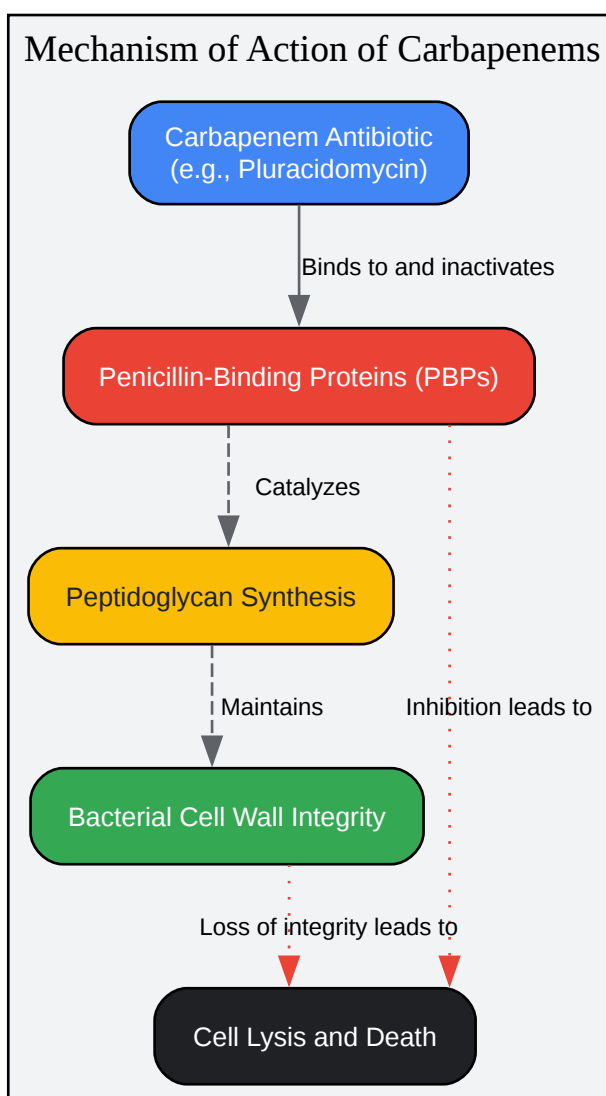 Mechanism of Action of Carbapenems
Carbapenem Antibiotic
(e.g., Pluracidomycin)
Binds to and inactivates
Penicillin-Binding Proteins (PBPs)
Catalyzes
Peptidoglycan Synthesis
Maintains
Inhibition leads to
Bacterial Cell Wall Integrity
Loss of integrity leads to
Cell Lysis and Death